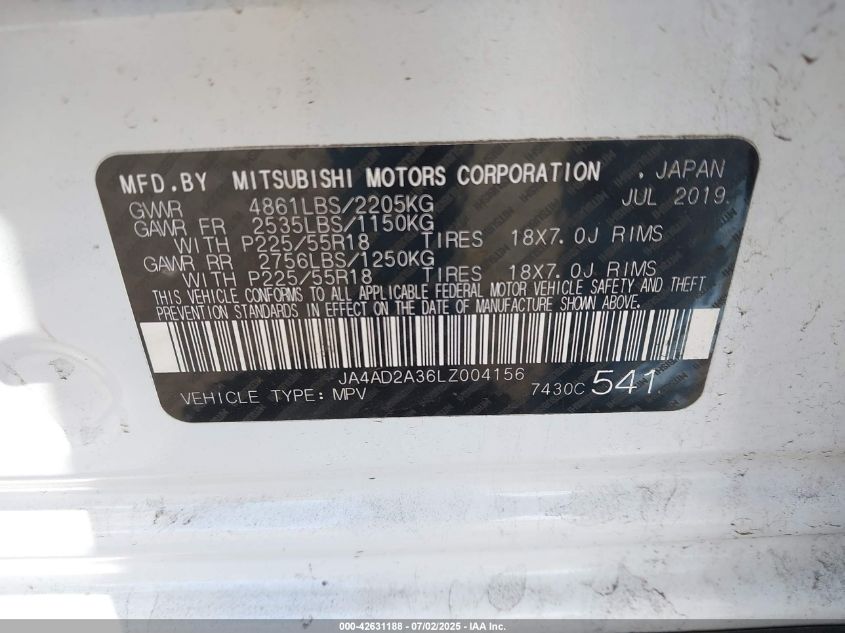 MFD.BY MITSUBISHI MOTORS CORPORATION . JAPAN
GVWR 4861LBS/2205KG JUL 2019
GAWR FR 2535LBS/1150KG
WITH P225/55R18 TIRES 18X7.0J RIMS
GAWR RR 2756LBS/1250KG
WITH P225/55R18 TIRES 18X7.0J RIMS
THIS VEHICLE CONFORMS TO ALL APPLICABLE FEDERAL MOTOR VEHICLE SAFETY AND THEFT
PREVENTION STANDARDS IN EFFECT ON THE DATE OF MANUFACTURE SHOWN ABOVE.
JA4AD2A36LZ004156
VEHICLE TYPE: MPV 7430C 541
000-42631188 - 07/02/2025 - IAA Inc.